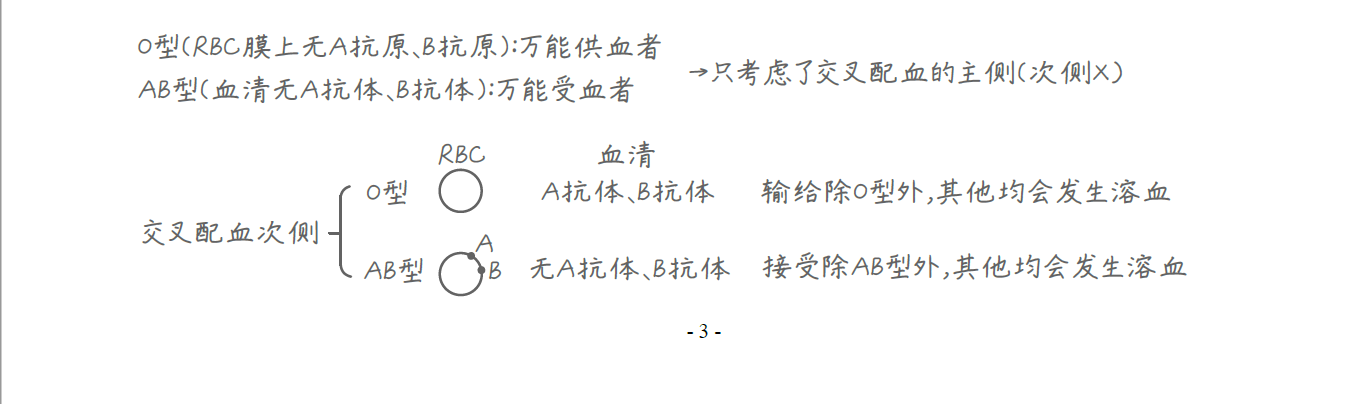 O型(RBC膜上无A抗原、B抗原):万能供血者
AB型(血清无A抗体、B抗体):万能受血者
→只考虑了交叉配血的主侧(次侧X)
RBC 血清
O型 A抗体、B抗体 输给除O型外,其他均会发生溶血
交叉配血次侧
A
AB型 B 无A抗体、B抗体 接受除AB型外,其他均会发生溶血
- 3 -